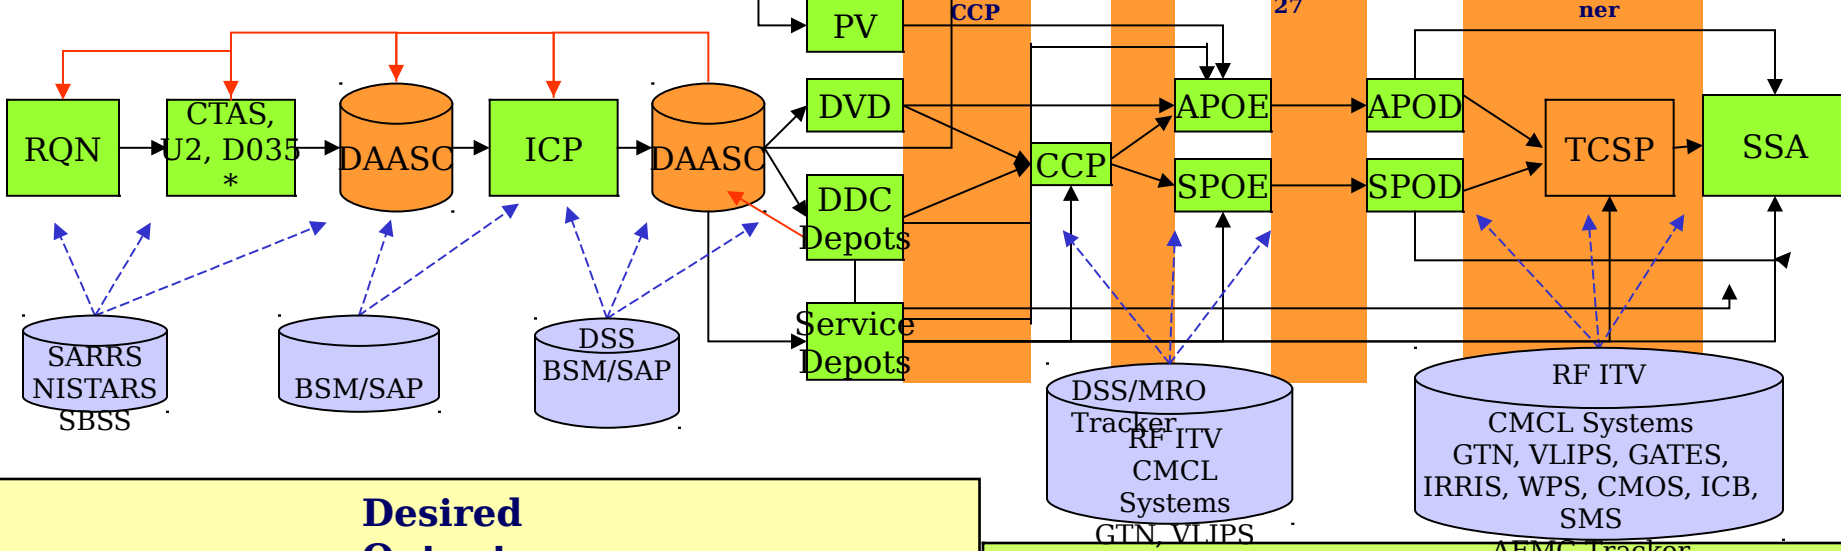 CCP
27
ner
PV
RQN
CTAS,
U2, D035
*
DAASC
ICP
DAASC
DVD
DDC
Depots
Service
Depots
CCP
APOE
SPOE
APOD
SPOD
TCSP
SSA
SARRS
NISTARS
SBSS
BSM/SAP
DSS
BSM/SAP
DSS/MRO
Tracker
RF ITV
CMCL
Systems
GTN, VLIPS
RF ITV
CMCL Systems
GTN, VLIPS, GATES,
IRRIS, WPS, CMOS, ICB,
SMS
AEMC Tracker
Desired